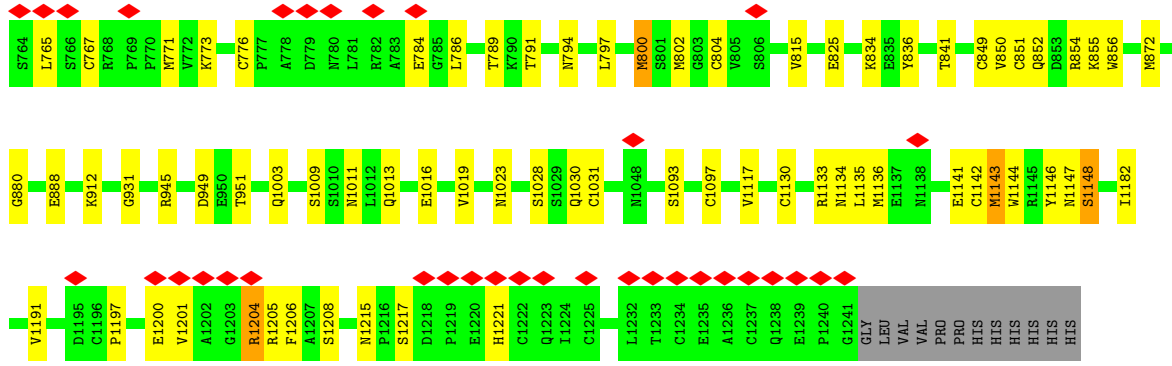 S764 L765 S766 C767 R768 P769 P770 M771 V772 K773 C776 P777 A778 D779 N780 L781 R782 A783 E784 G785 L786 T789 K790 T791 N794 L797 M800 S801 M802 G803 C804 V805 S806 V815 E825 K834 E835 Y836 T841 C849 V850 C851 Q852 D853 R854 K855 W856 M872
G880 E888 K912 G931 R945 D949 E950 T951 Q1003 S1009 S1010 N1011 L1012 Q1013 E1016 V1019 N1023 S1028 S1029 Q1030 C1031 N1048 S1093 C1097 V1117 C1130 R1133 N1134 L1135 M1136 E1137 N1138 E1141 C1142 M1143 W1144 R1145 Y1146 N1147 S1148 I1182
V1191 D1195 C1196 P1197 E1200 V1201 A1202 G1203 R1204 R1205 F1206 A1207 S1208 N1215 P1216 S1217 D1218 P1219 E1220 H1221 C1222 Q1223 I1224 C1225 L1232 T1233 C1234 E1235 A1236 C1237 Q1238 E1239 P1240 G1241 GLY LEU VAL VAL PRO PRO HIS HIS HIS HIS HIS HIS